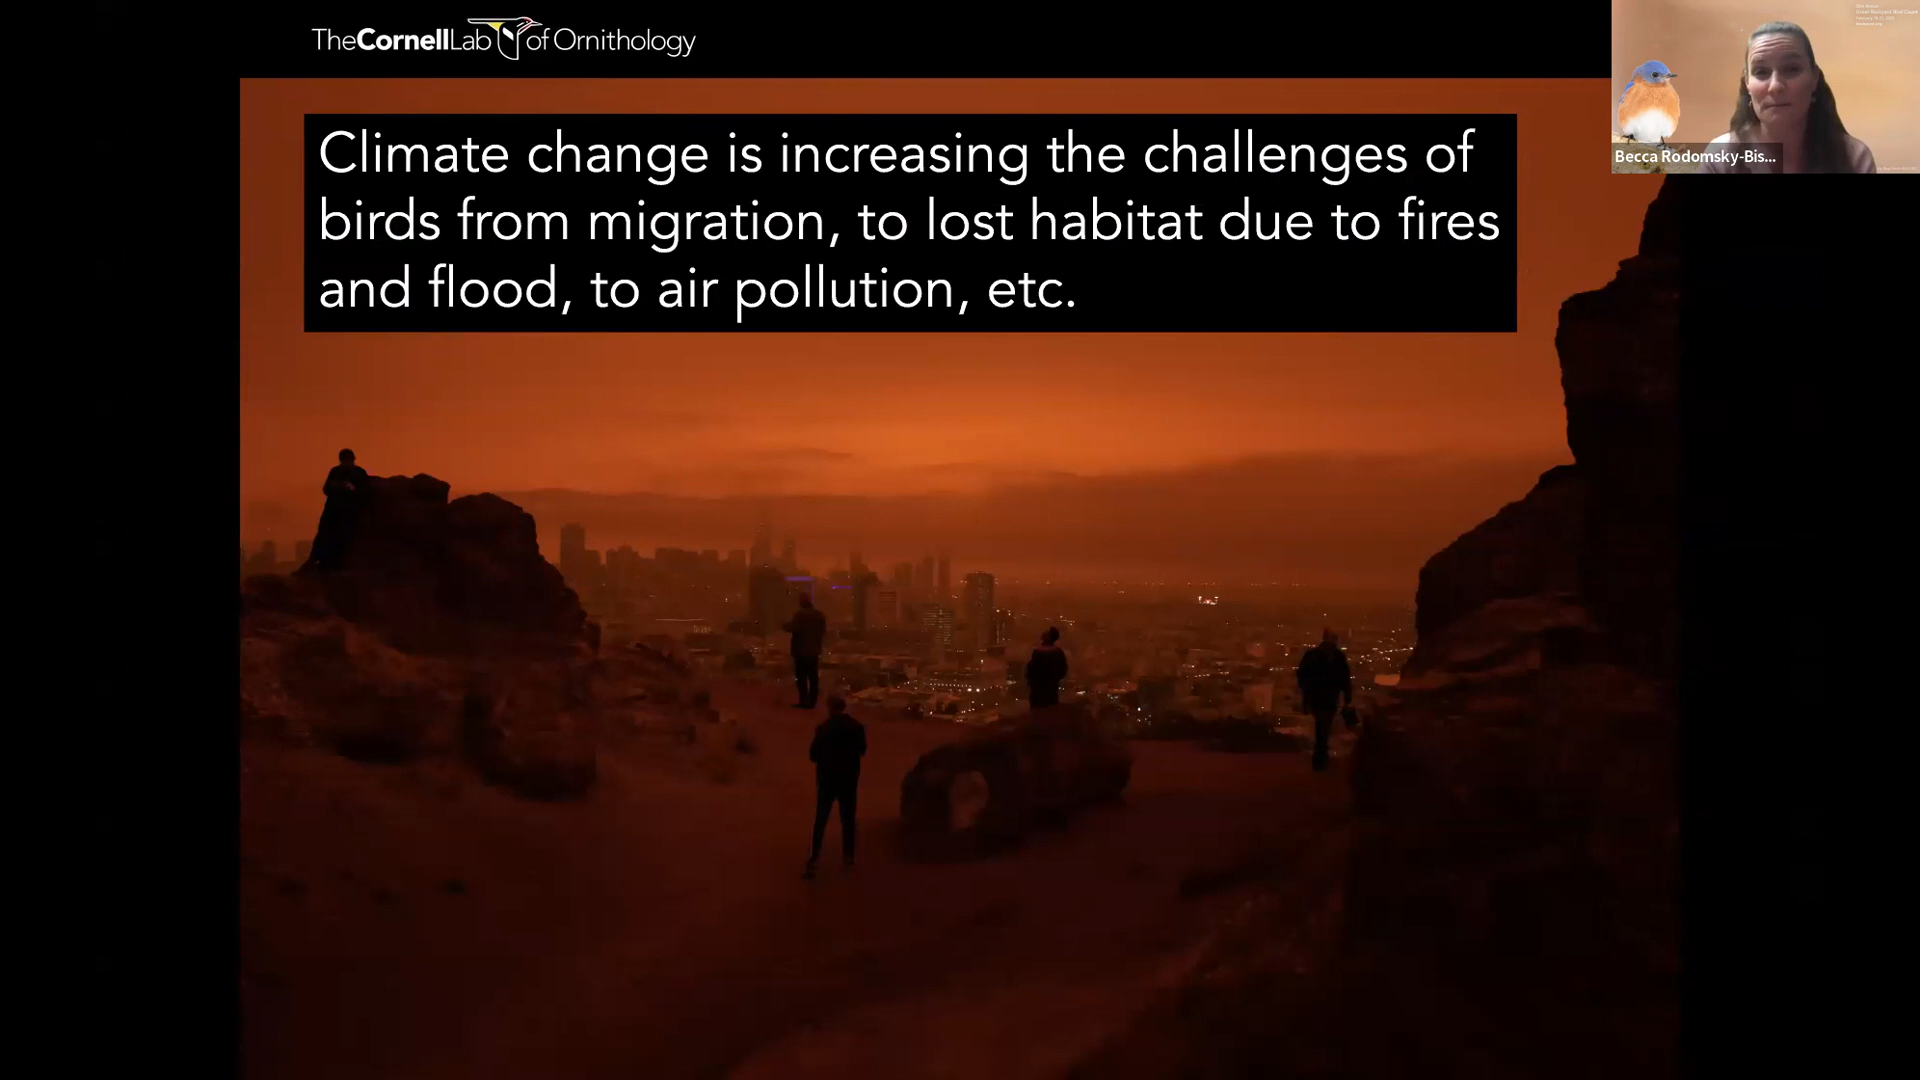 TheCornellLab of Ornithology
Climate change is increasing the challenges of
birds from migration, to lost habitat due to fires
and flood, to air pollution, etc.
Becca Rodomsky-Bis...